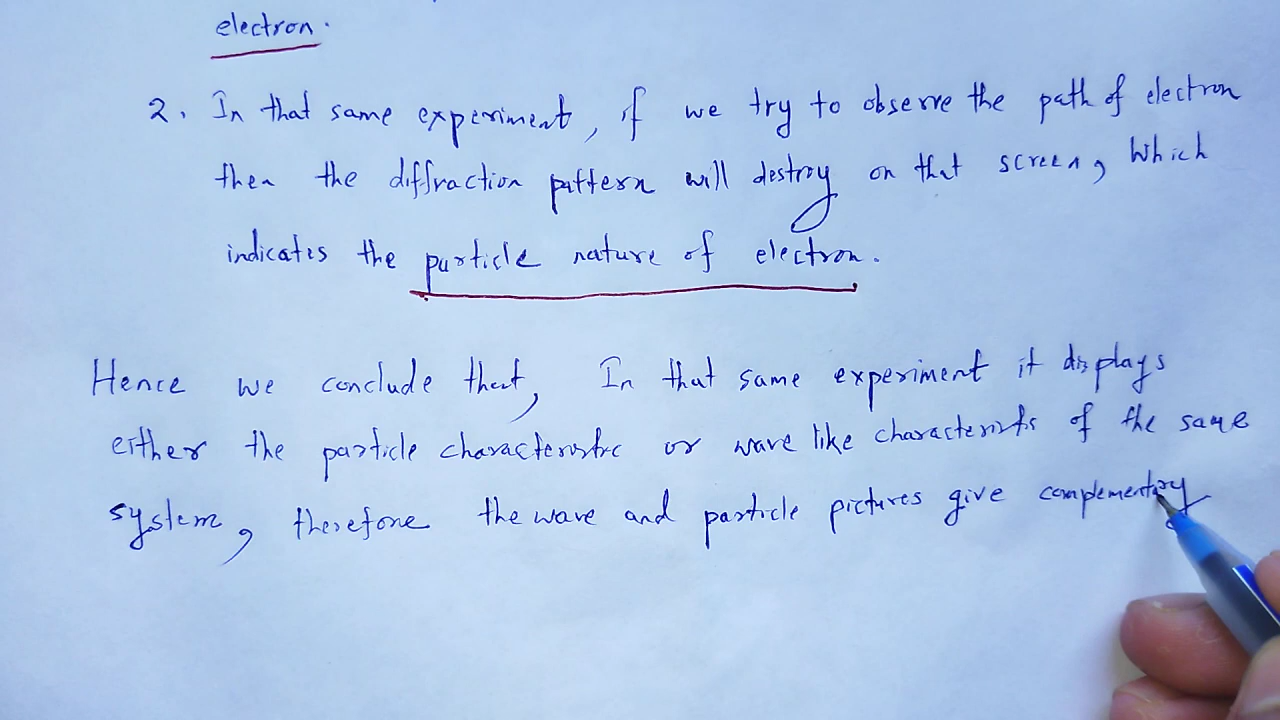 electron.
2. In that same experiment, if we try to observe the path of electron
then the diffraction pattern will destroy on that screen, which
indicates the particle nature of electron.
Hence we conclude that, In that same experiment it displays
either the particle characteristic or wave like characteristics of the same
system, therefore the wave and particle pictures give complementary